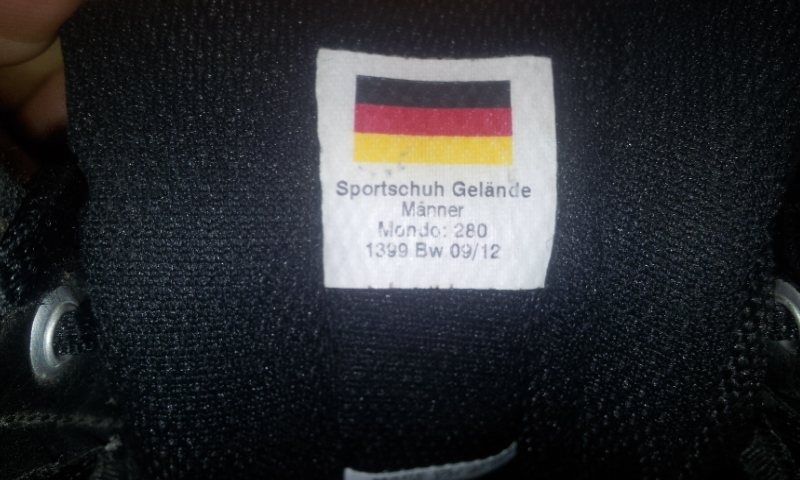 Sportschuh Gelände
Männer
Mondo: 280
1399 Bw 09/12